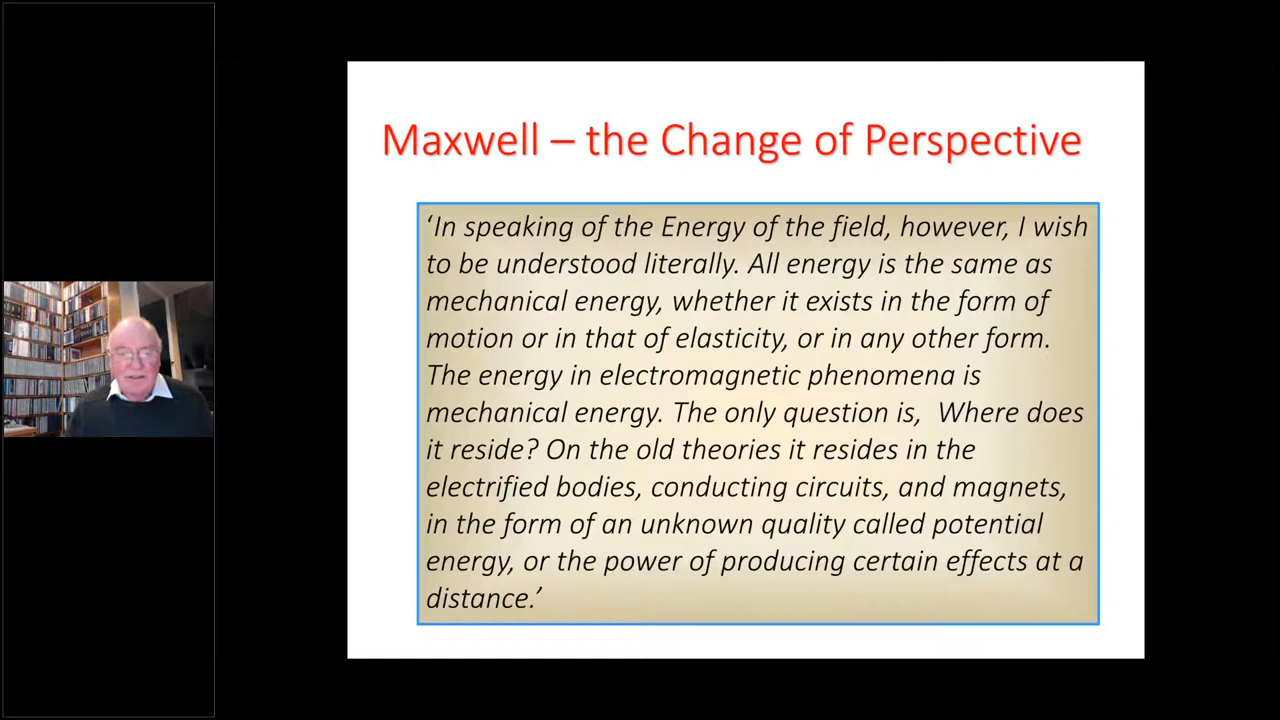 Maxwell – the Change of Perspective
‘In speaking of the Energy of the field, however, I wish
to be understood literally. All energy is the same as
mechanical energy, whether it exists in the form of
motion or in that of elasticity, or in any other form.
The energy in electromagnetic phenomena is
mechanical energy. The only question is,  Where does
it reside? On the old theories it resides in the
electrified bodies, conducting circuits, and magnets,
in the form of an unknown quality called potential
energy, or the power of producing certain effects at a
distance.’